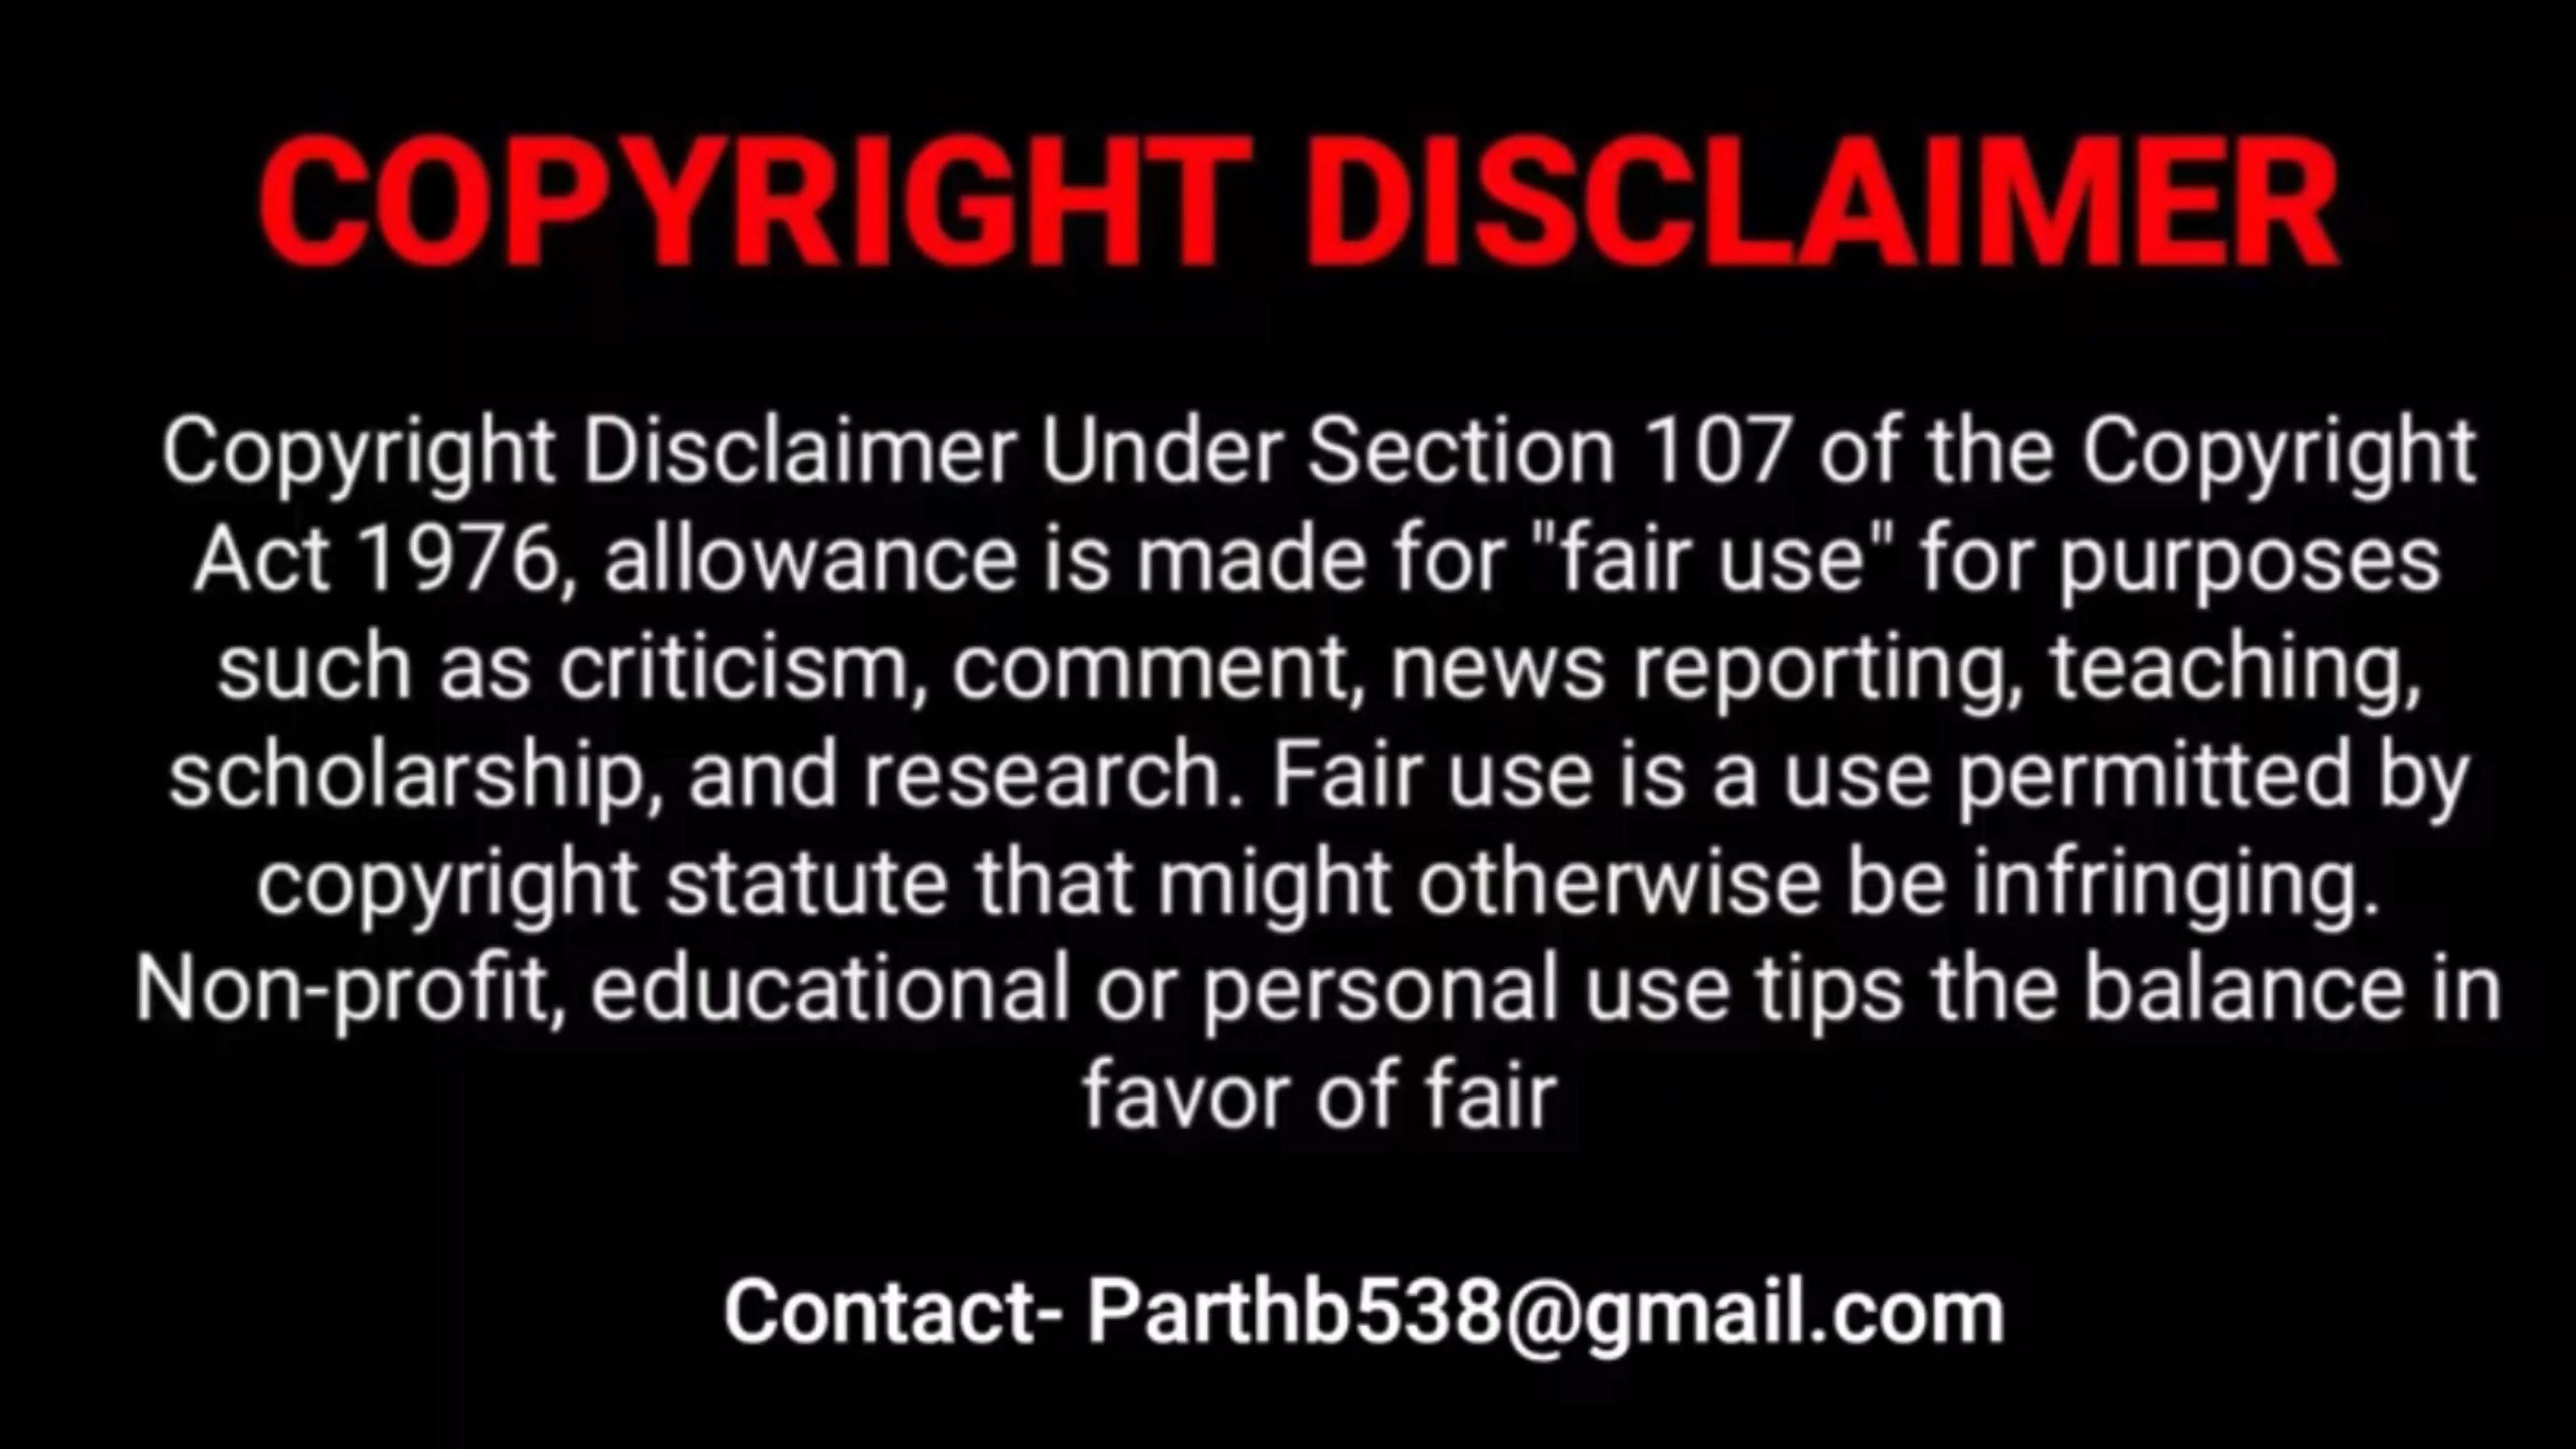 COPYRIGHT DISCLAIMER
Copyright Disclaimer Under Section 107 of the Copyright
Act 1976, allowance is made for "fair use" for purposes
such as criticism, comment, news reporting, teaching,
scholarship, and research. Fair use is a use permitted by
copyright statute that might otherwise be infringing.
Non-profit, educational or personal use tips the balance in
favor of fair
Contact- Parthb538@gmail.com